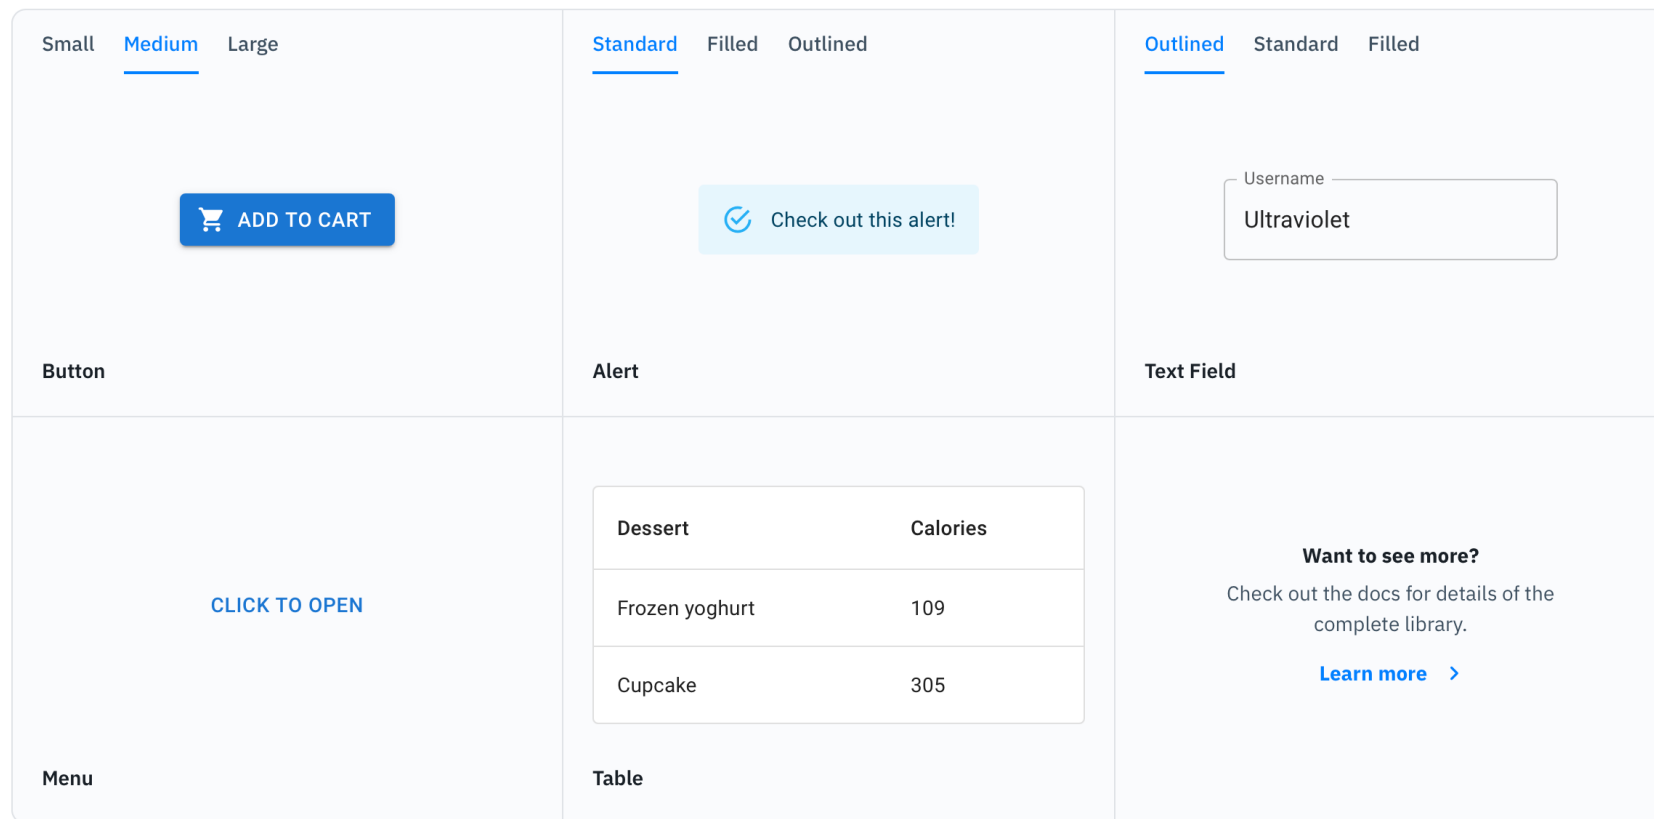 Small Medium Large
ADD TO CART
Button
Standard Filled Outlined
Check out this alert!
Alert
Outlined Standard Filled
Username
Ultraviolet
Text Field
CLICK TO OPEN
Menu
Dessert Calories
Frozen yoghurt 109
Cupcake 305
Table
Want to see more?
Check out the docs for details of the
complete library.
Learn more